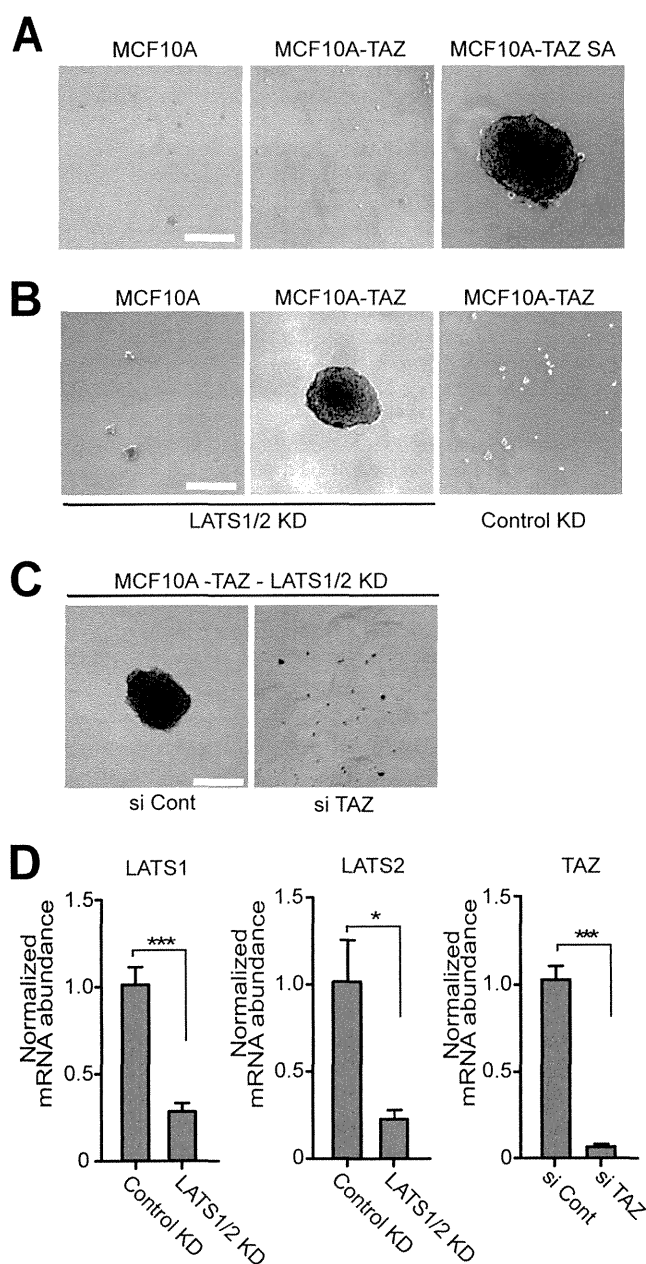 A
MCF10A
MCF10A-TAZ
MCF10A-TAZ SA
B
MCF10A
MCF10A-TAZ
MCF10A-TAZ
LATS1/2 KD
Control KD
C
MCF10A -TAZ - LATS1/2 KD
si Cont
si TAZ
D
LATS1
Normalized
mRNA abundance
1.5
1.0
0.5
0
***
Control KD
LATS1/2 KD
LATS2
Normalized
mRNA abundance
1.5
1.0
0.5
0
*
Control KD
LATS1/2 KD
TAZ
Normalized
mRNA abundance
1.5
1.0
0.5
0
***
si Cont
si TAZ